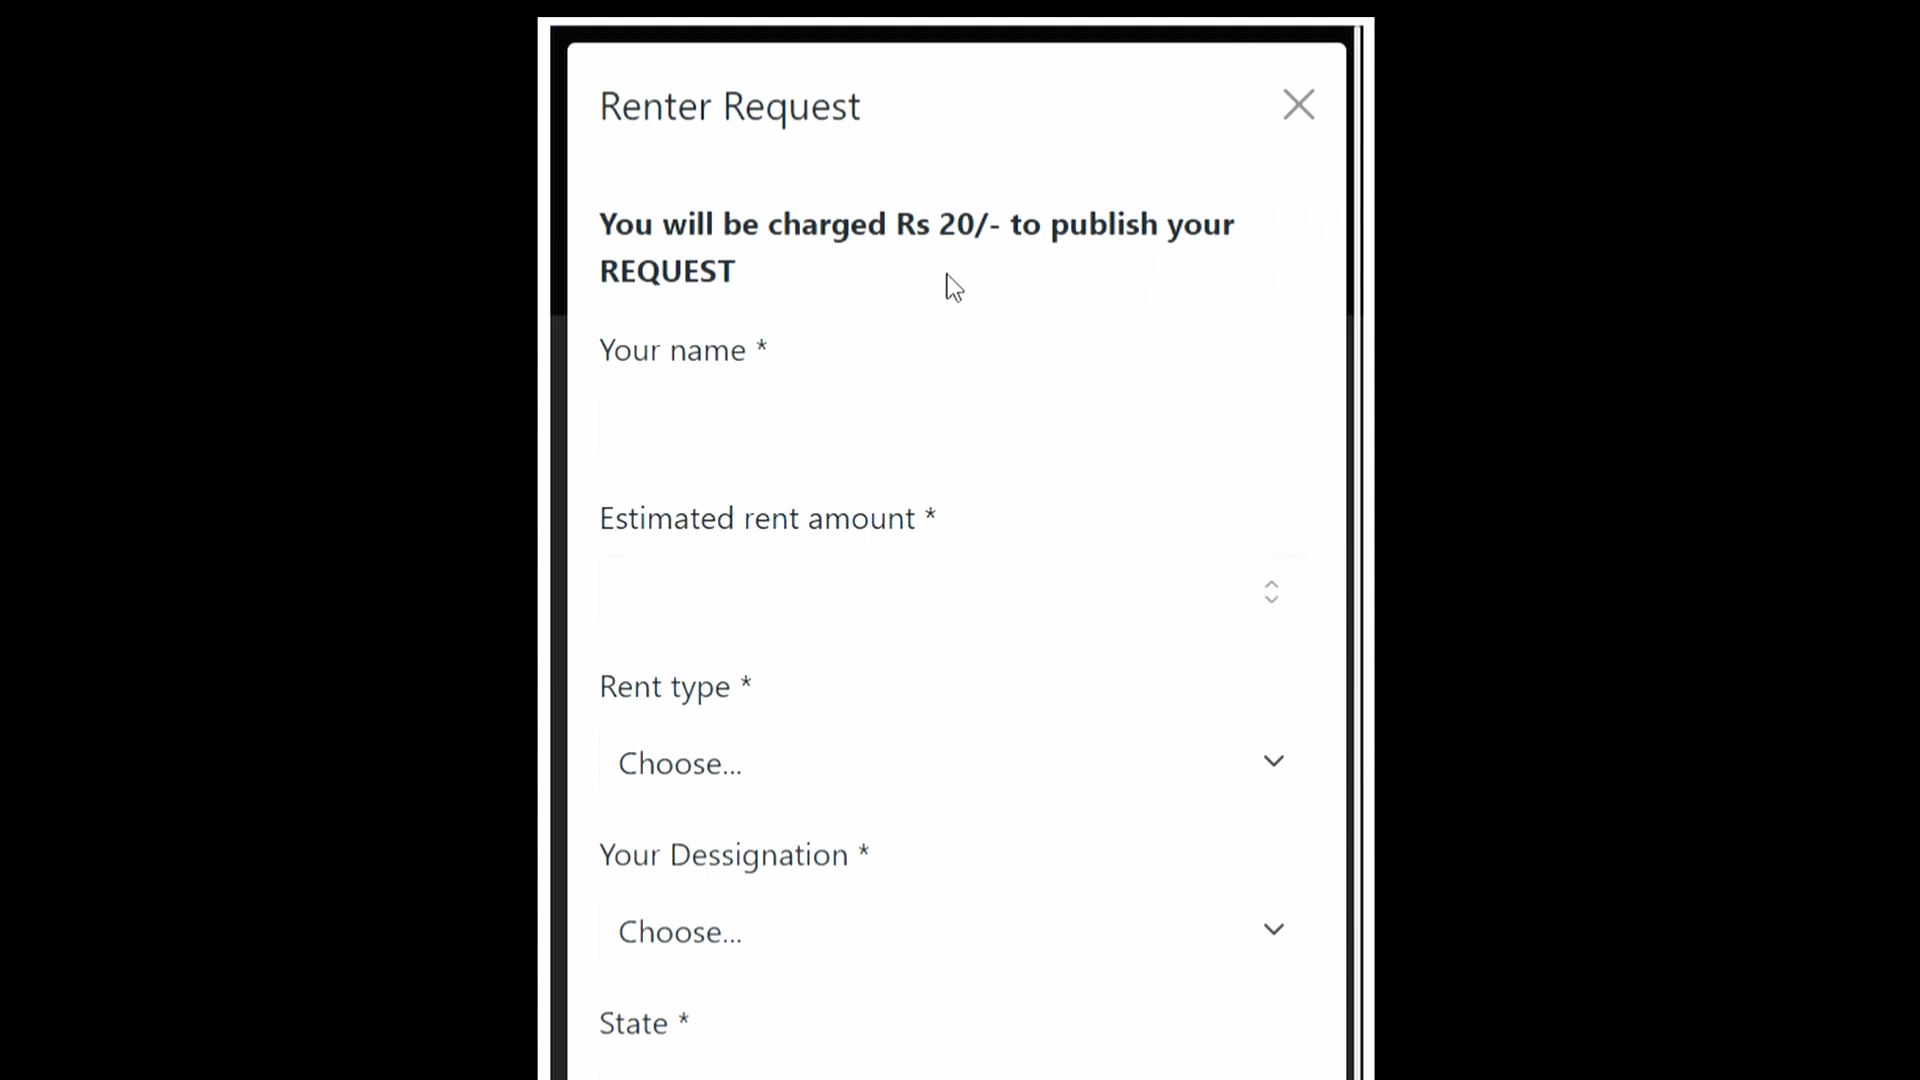 Renter Request
You will be charged Rs 20/- to publish your
REQUEST
Your name *
Estimated rent amount *
Rent type *
Choose...
Your Dessignation *
Choose...
State *